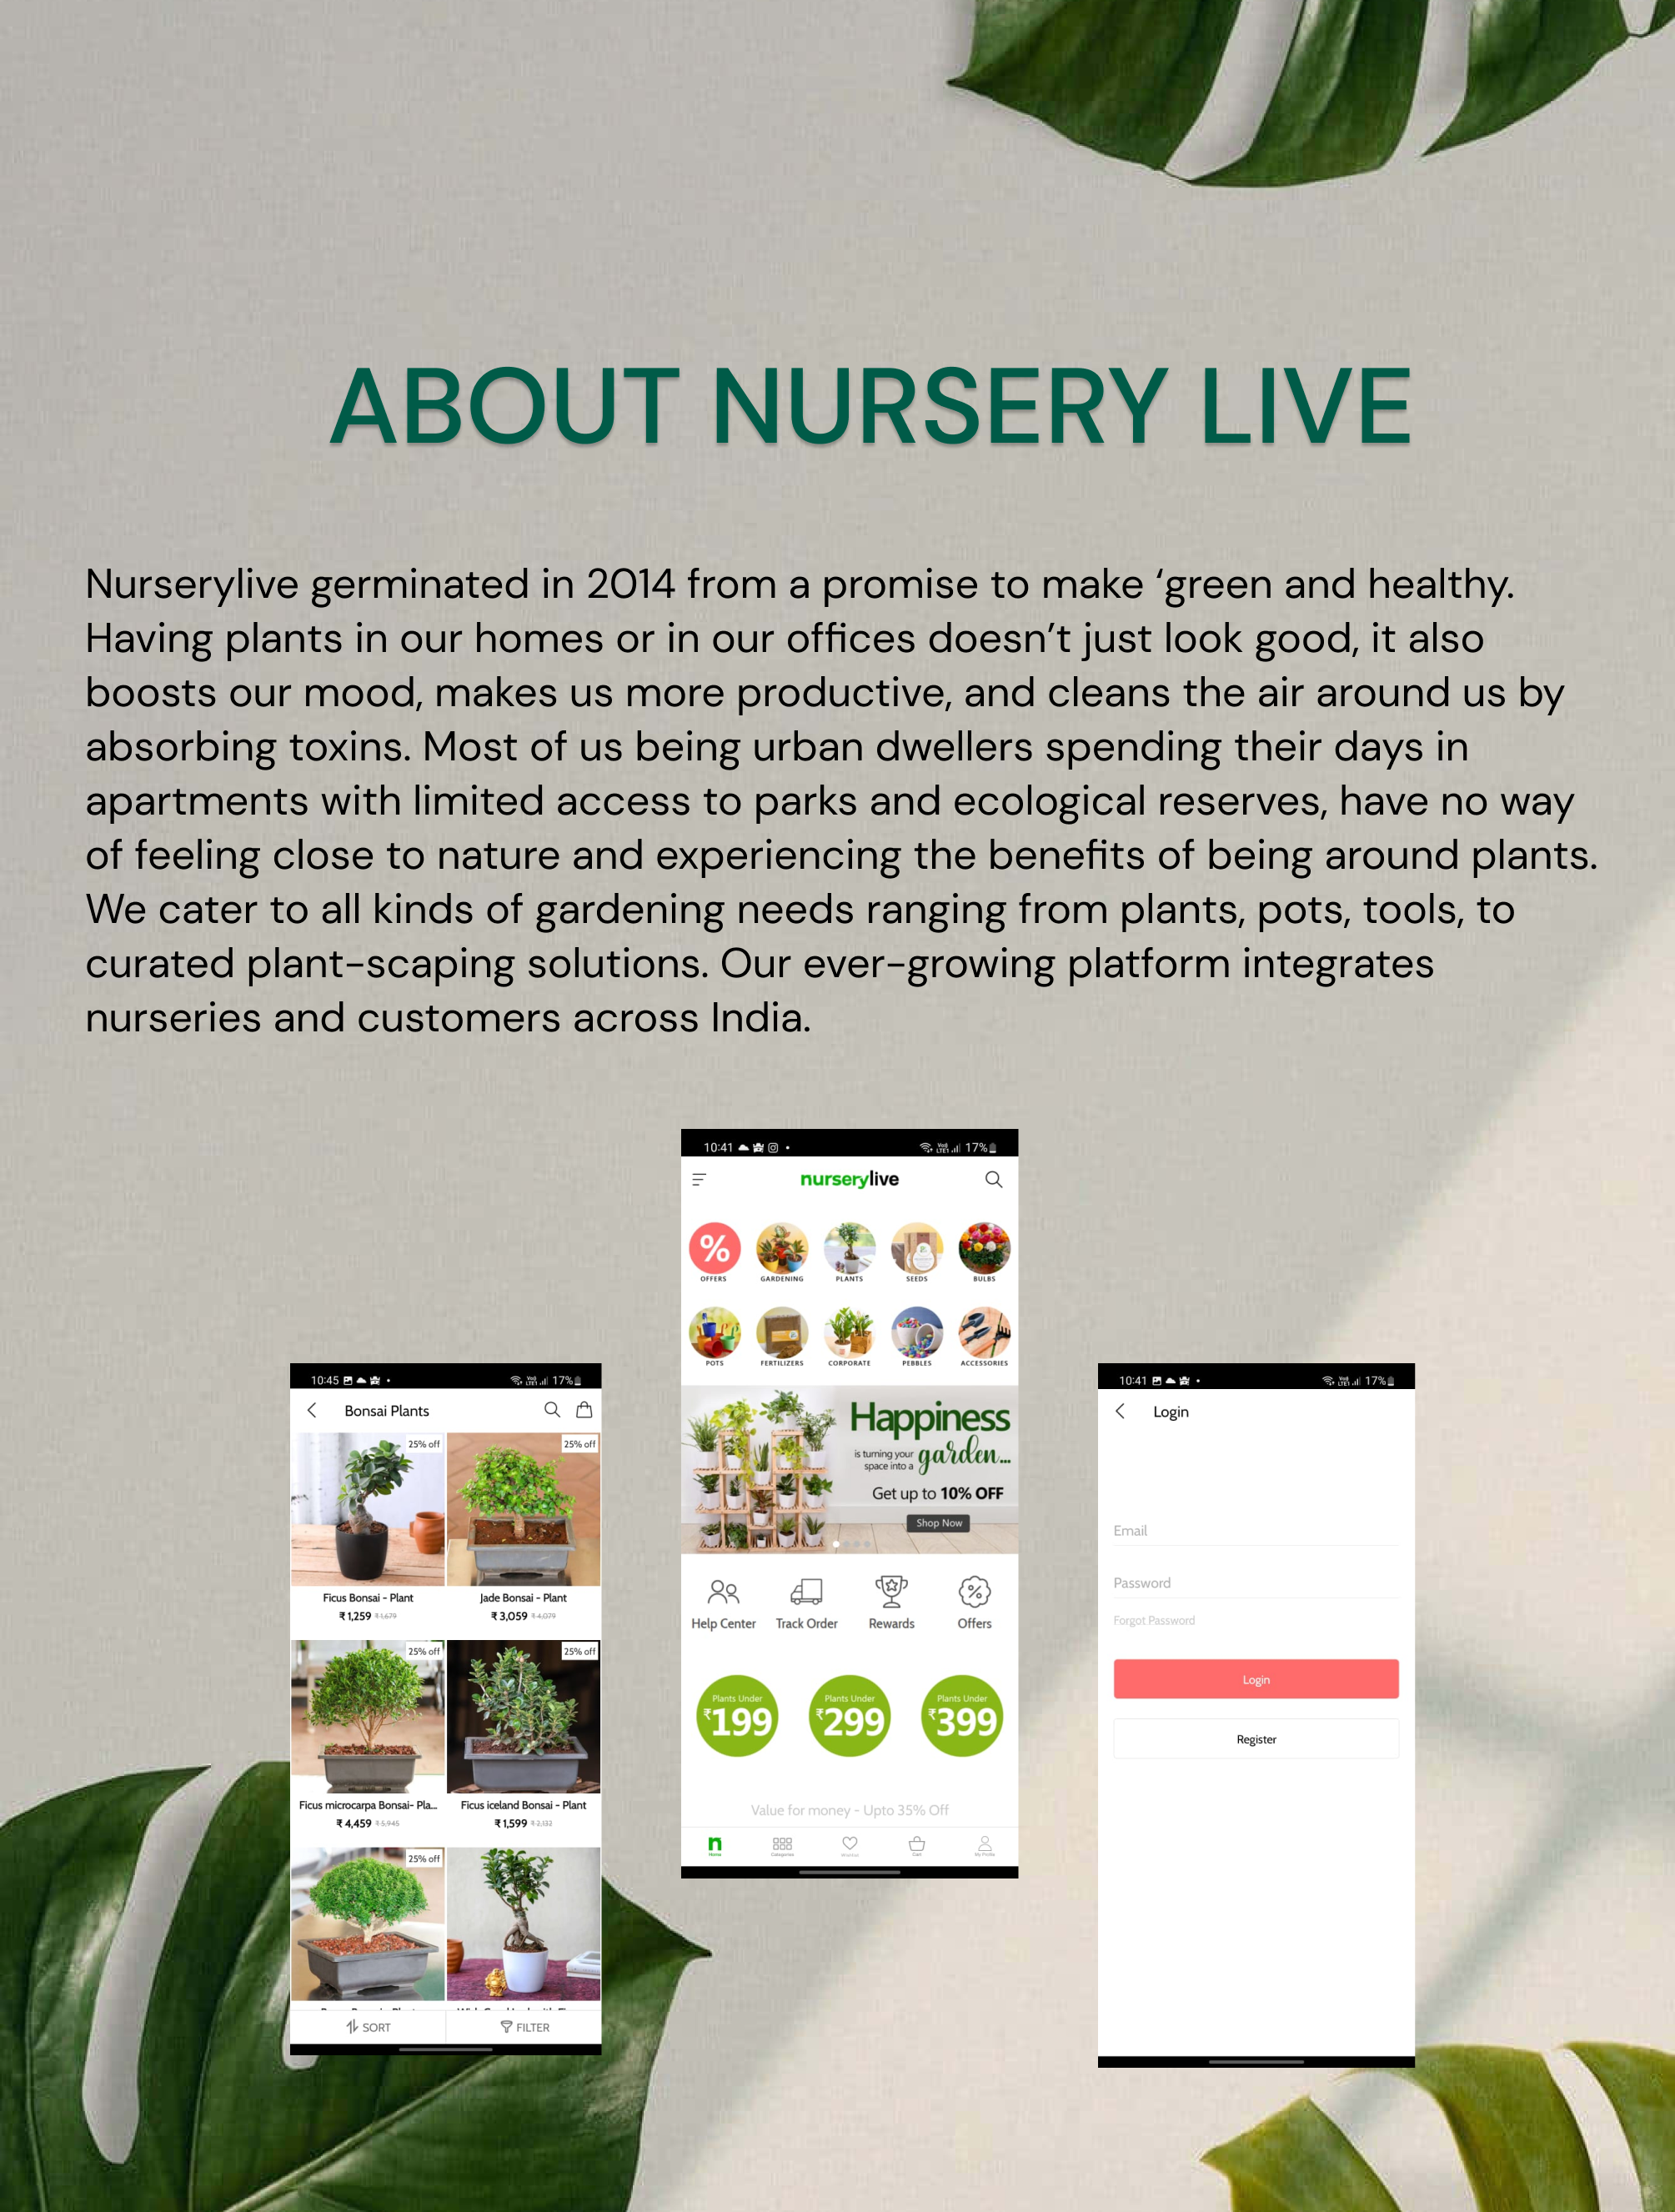 ABOUT NURSERY LIVE
Nurserylive germinated in 2014 from a promise to make ‘green and healthy.
Having plants in our homes or in our offices doesn’t just look good, it also
boosts our mood, makes us more productive, and cleans the air around us by
absorbing toxins. Most of us being urban dwellers spending their days in
apartments with limited access to parks and ecological reserves, have no way
of feeling close to nature and experiencing the benefits of being around plants.
We cater to all kinds of gardening needs ranging from plants, pots, tools, to
curated plant-scaping solutions. Our ever-growing platform integrates
nurseries and customers across India.
10:45 17%
Bonsai Plants
25% off 25% off
Ficus Bonsai - Plant Jade Bonsai - Plant
₹ 1,259 ₹ 1,679 ₹ 3,059 ₹ 4,079
25% off 25% off
Ficus microcarpa Bonsai- Pla... Ficus iceland Bonsai - Plant
₹ 4,459 ₹ 5,945 ₹ 1,599 ₹ 2,132
25% off
SORT FILTER
10:41 17%
nurserylive
%
OFFERS GARDENING PLANTS SEEDS BULBS
POTS FERTILIZERS CORPORATE PEBBLES ACCESSORIES
Happiness
is turning your
space into a garden...
Get up to 10% OFF
Shop Now
Help Center Track Order Rewards Offers
Plants Under Plants Under Plants Under
₹199 ₹299 ₹399
Value for money - Upto 35% Off
n
Home Categories Wishlist Cart My Profile
10:41 17%
Login
Email
Password
Forgot Password
Login
Register